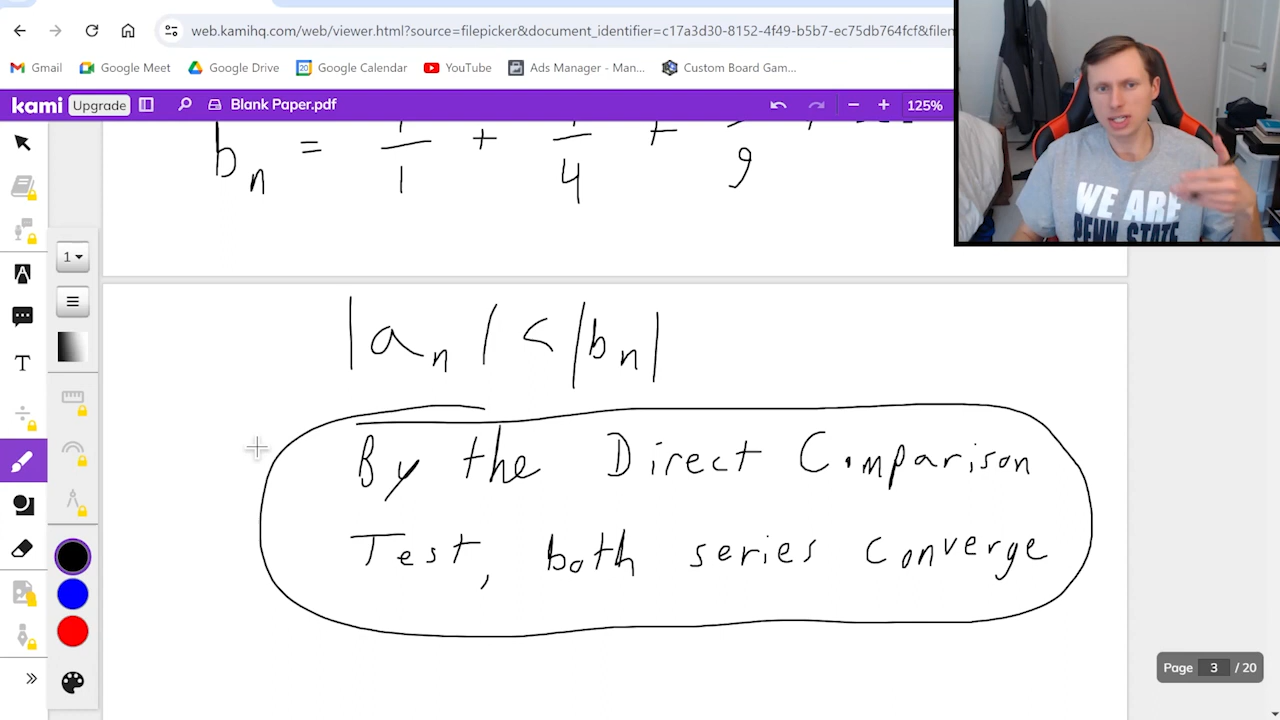 web.kamihq.com/web/viewer.html?source=filepicker&document_identifier=c17a3d30-8152-4f49-b5b7-ec75db764fcf&filen
Gmail Google Meet Google Drive Google Calendar YouTube Ads Manager - Man... Custom Board Gam...
kami Upgrade Blank Paper.pdf 125%
b_n = 1/1 + 1/4 + /9
1
|a_n| < |b_n|
By the Direct Comparison
Test, both series converge
WE ARE
PENN STATE
Page 3 / 20